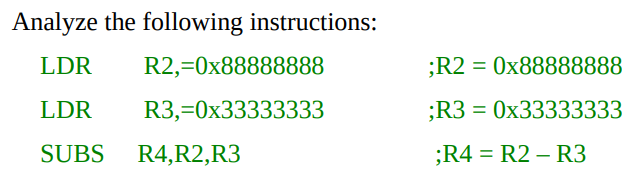 Analyze the following instructions:
LDR R2,=0x88888888 ;R2 = 0x88888888
LDR R3,=0x33333333 ;R3 = 0x33333333
SUBS R4,R2,R3 ;R4 = R2 – R3